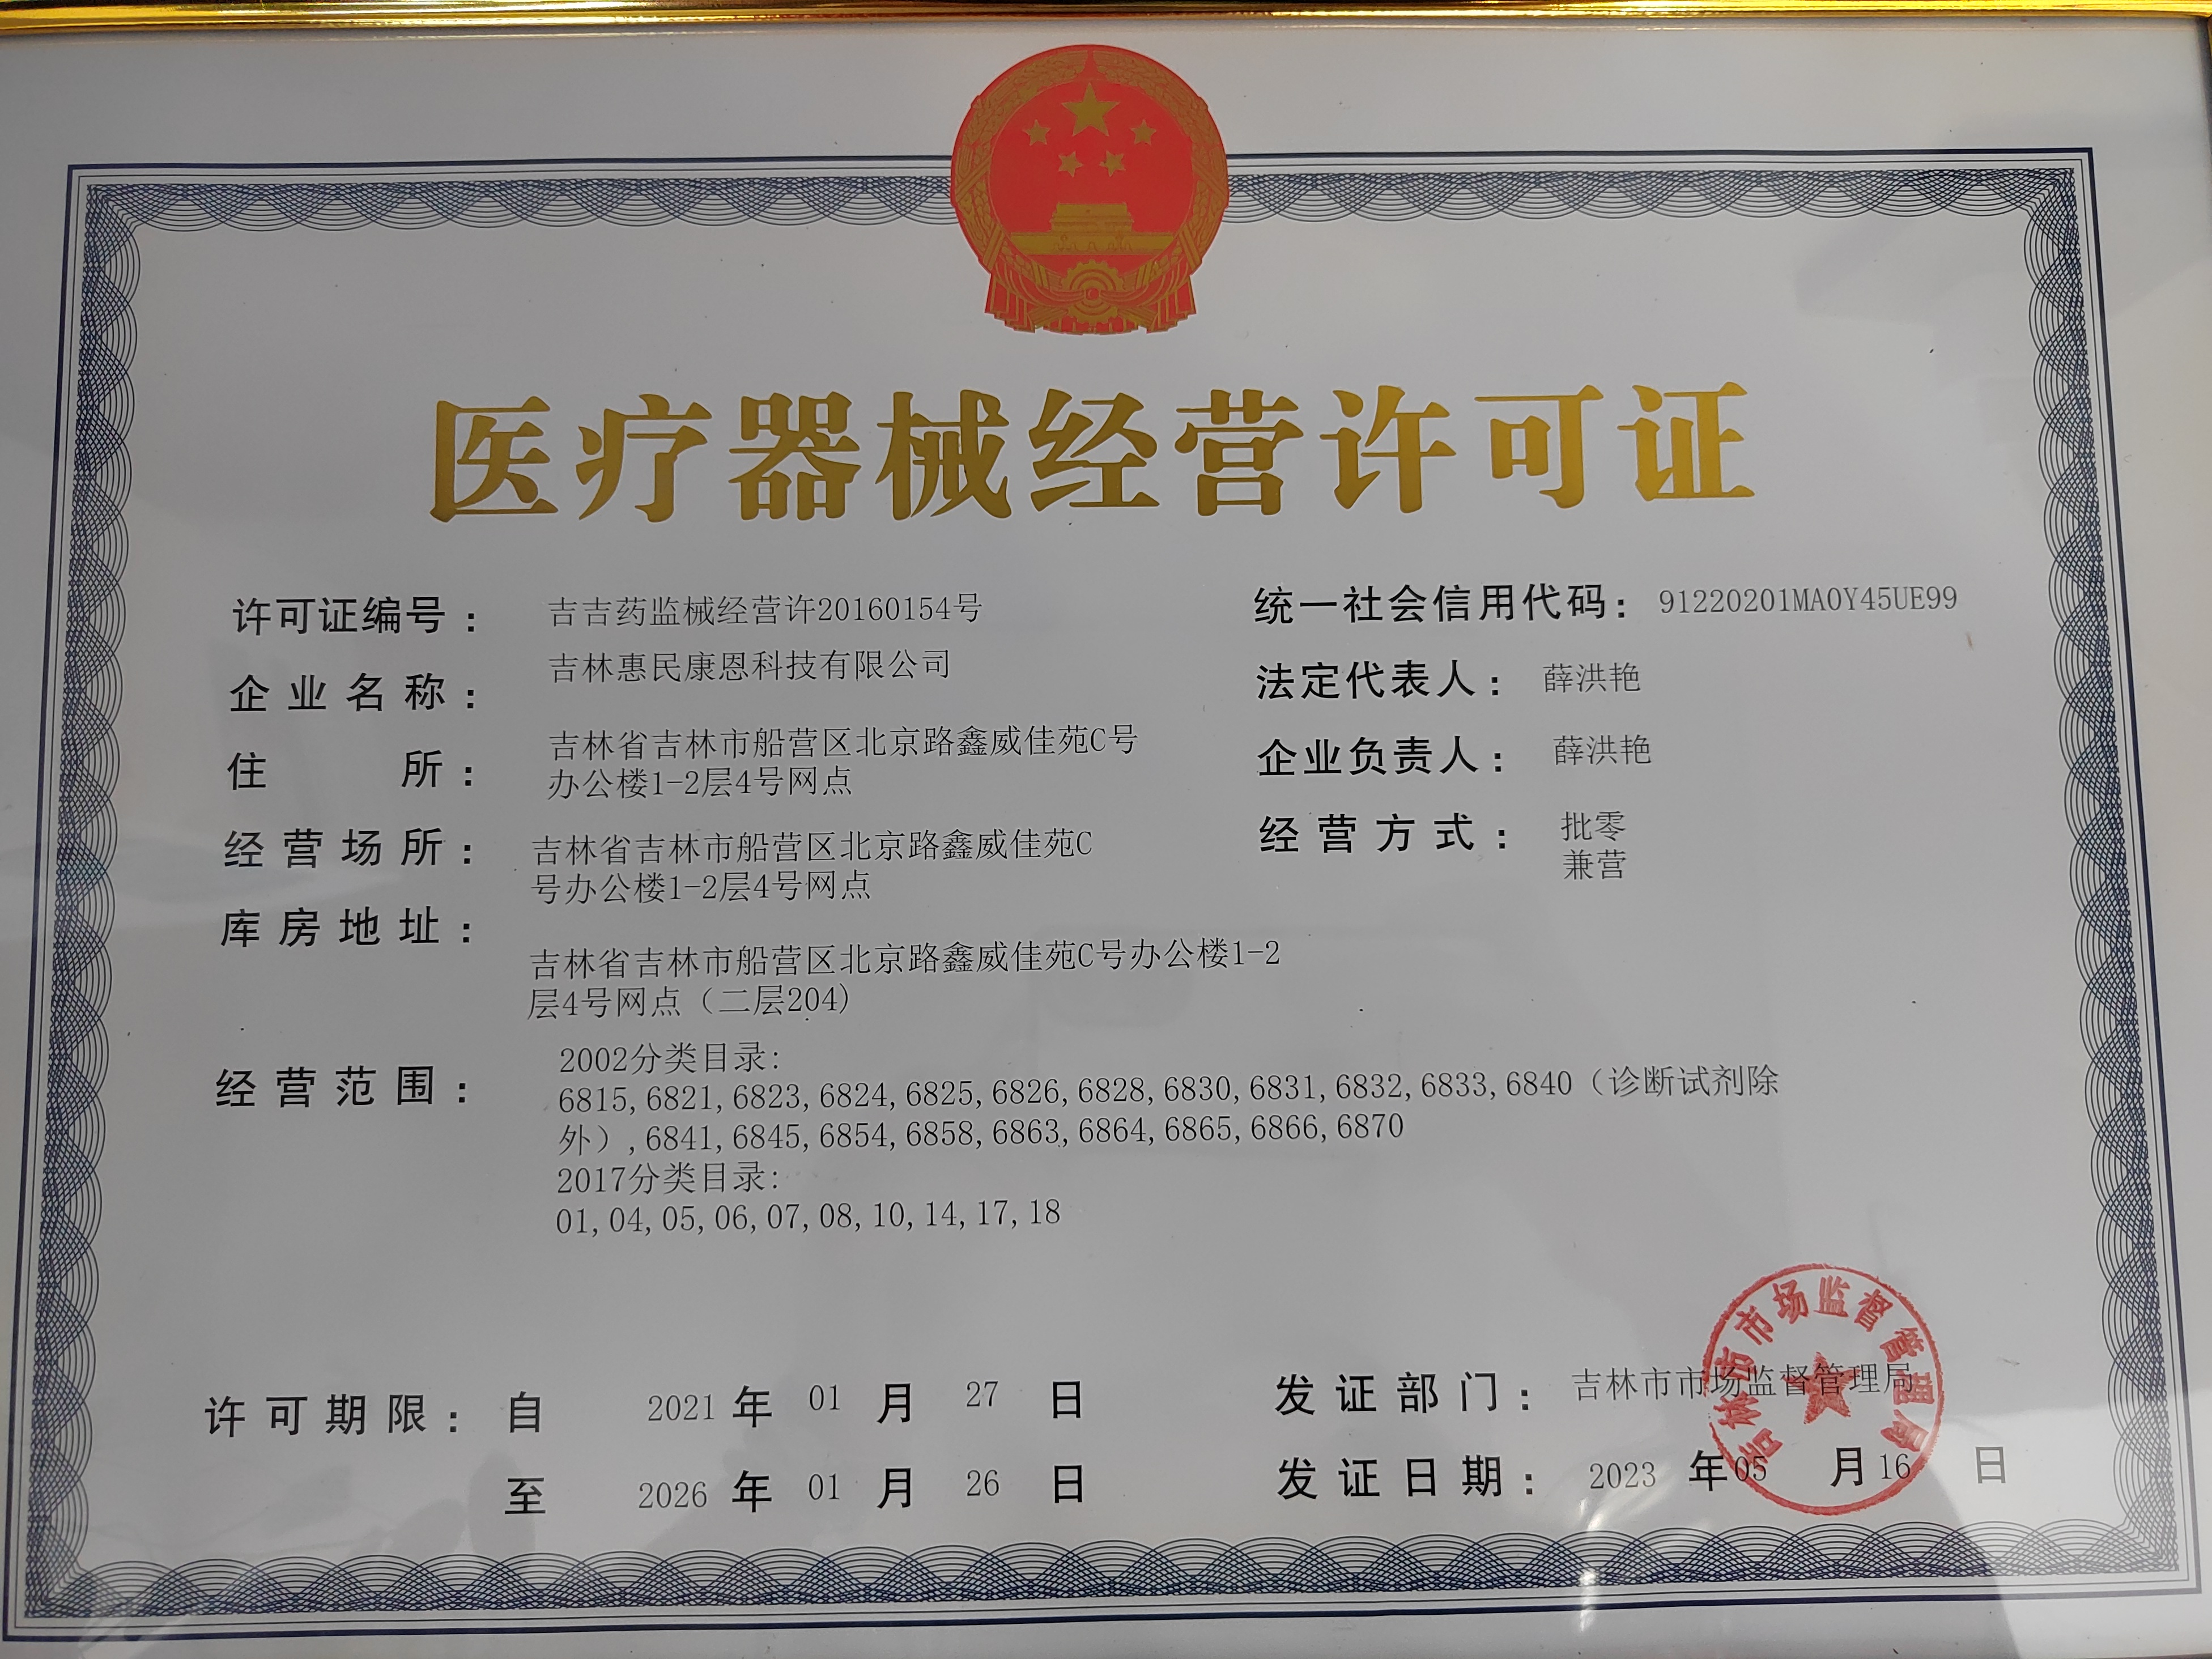 医疗器械经营许可证
许可证编号：吉吉药监械经营许20160154号
统一社会信用代码：91220201MA0Y45UE99
企业名称：吉林惠民康恩科技有限公司
法定代表人：薛洪艳
住所：吉林省吉林市船营区北京路鑫威佳苑C号
办公楼1-2层4号网点
企业负责人：薛洪艳
经营场所：吉林省吉林市船营区北京路鑫威佳苑C
号办公楼1-2层4号网点
经营方式：批零
兼营
库房地址：
吉林省吉林市船营区北京路鑫威佳苑C号办公楼1-2
层4号网点（二层204)
经营范围：
2002分类目录:
6815,6821,6823,6824,6825,6826,6828,6830,6831,6832,6833,6840（诊断试剂除
外）,6841,6845,6854,6858,6863,6864,6865,6866,6870
2017分类目录:
01,04,05,06,07,08,10,14,17,18
许可期限：自 2021 年 01 月 27 日
至 2026 年 01 月 26 日
发证部门：吉林市市场监督管理局
发证日期：2023 年 05 月 16 日
吉林市市场监督管理局